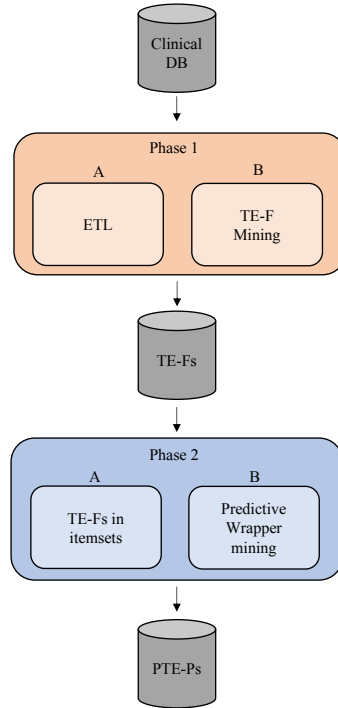 Clinical
DB
Phase 1
A
B
ETL
TE-F
Mining
TE-Fs
Phase 2
A
B
TE-Fs in
itemsets
Predictive
Wrapper
mining
PTE-Ps